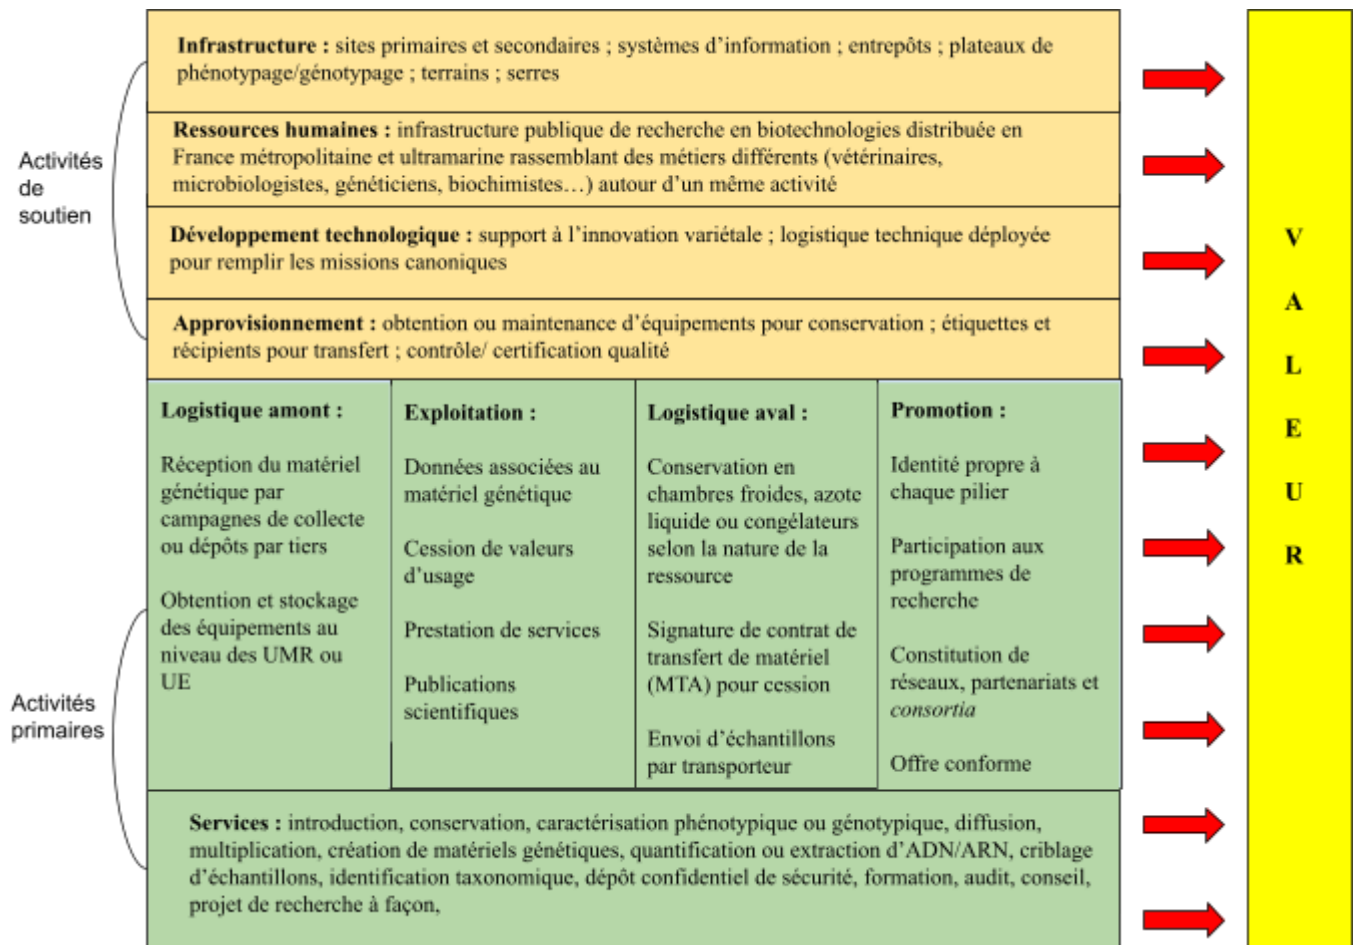 Infrastructure : sites primaires et secondaires ; systèmes d'information ; entrepôts ; plateaux de
phénotypage/génotypage ; terrains ; serres
Ressources humaines : infrastructure publique de recherche en biotechnologies distribuée en
France métropolitaine et ultramarine rassemblant des métiers différents (vétérinaires,
microbiologistes, généticiens, biochimistes…) autour d'un même activité
Activités
de
soutien
Développement technologique : support à l'innovation variétale ; logistique technique déployée
pour remplir les missions canoniques
Approvisionnement : obtention ou maintenance d'équipements pour conservation ; étiquettes et
récipients pour transfert ; contrôle/ certification qualité
Logistique amont :
Réception du matériel
génétique par
campagnes de collecte
ou dépôts par tiers
Obtention et stockage
des équipements au
niveau des UMR ou
UE
Exploitation :
Données associées au
matériel génétique
Cession de valeurs
d'usage
Prestation de services
Publications
scientifiques
Logistique aval :
Conservation en
chambres froides, azote
liquide ou congélateurs
selon la nature de la
ressource
Signature de contrat de
transfert de matériel
(MTA) pour cession
Envoi d'échantillons
par transporteur
Promotion :
Identité propre à
chaque pilier
Participation aux
programmes de
recherche
Constitution de
réseaux, partenariats et
consortia
Offre conforme
Activités
primaires
Services : introduction, conservation, caractérisation phénotypique ou génotypique, diffusion,
multiplication, création de matériels génétiques, quantification ou extraction d'ADN/ARN, criblage
d'échantillons, identification taxonomique, dépôt confidentiel de sécurité, formation, audit, conseil,
projet de recherche à façon,
V
A
L
E
U
R